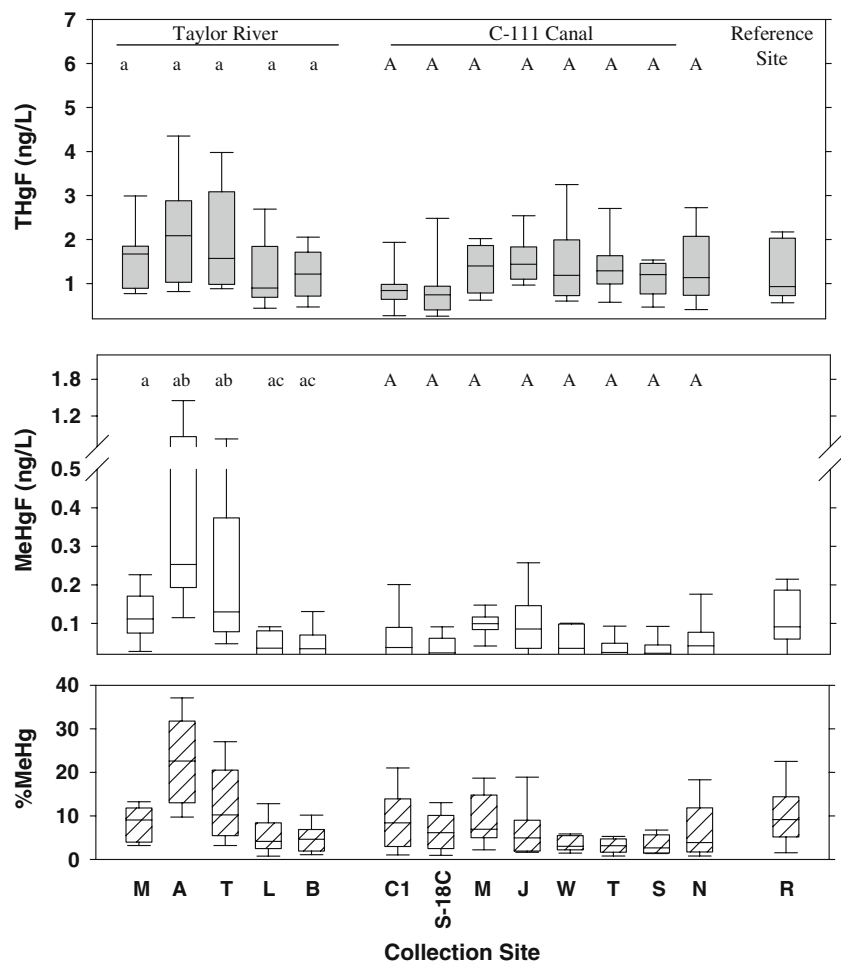 Taylor River
C-111 Canal
Reference
Site
a a a a a A A A A A A A A
7
6
5
4
3
2
1
THgF (ng/L)
a ab ab ac ac A A A A A A A A
1.8
1.2
0.5
0.4
0.3
0.2
0.1
MeHgF (ng/L)
40
30
20
10
0
%MeHg
M A T L B C1 S-18C M J W T S N R
Collection Site